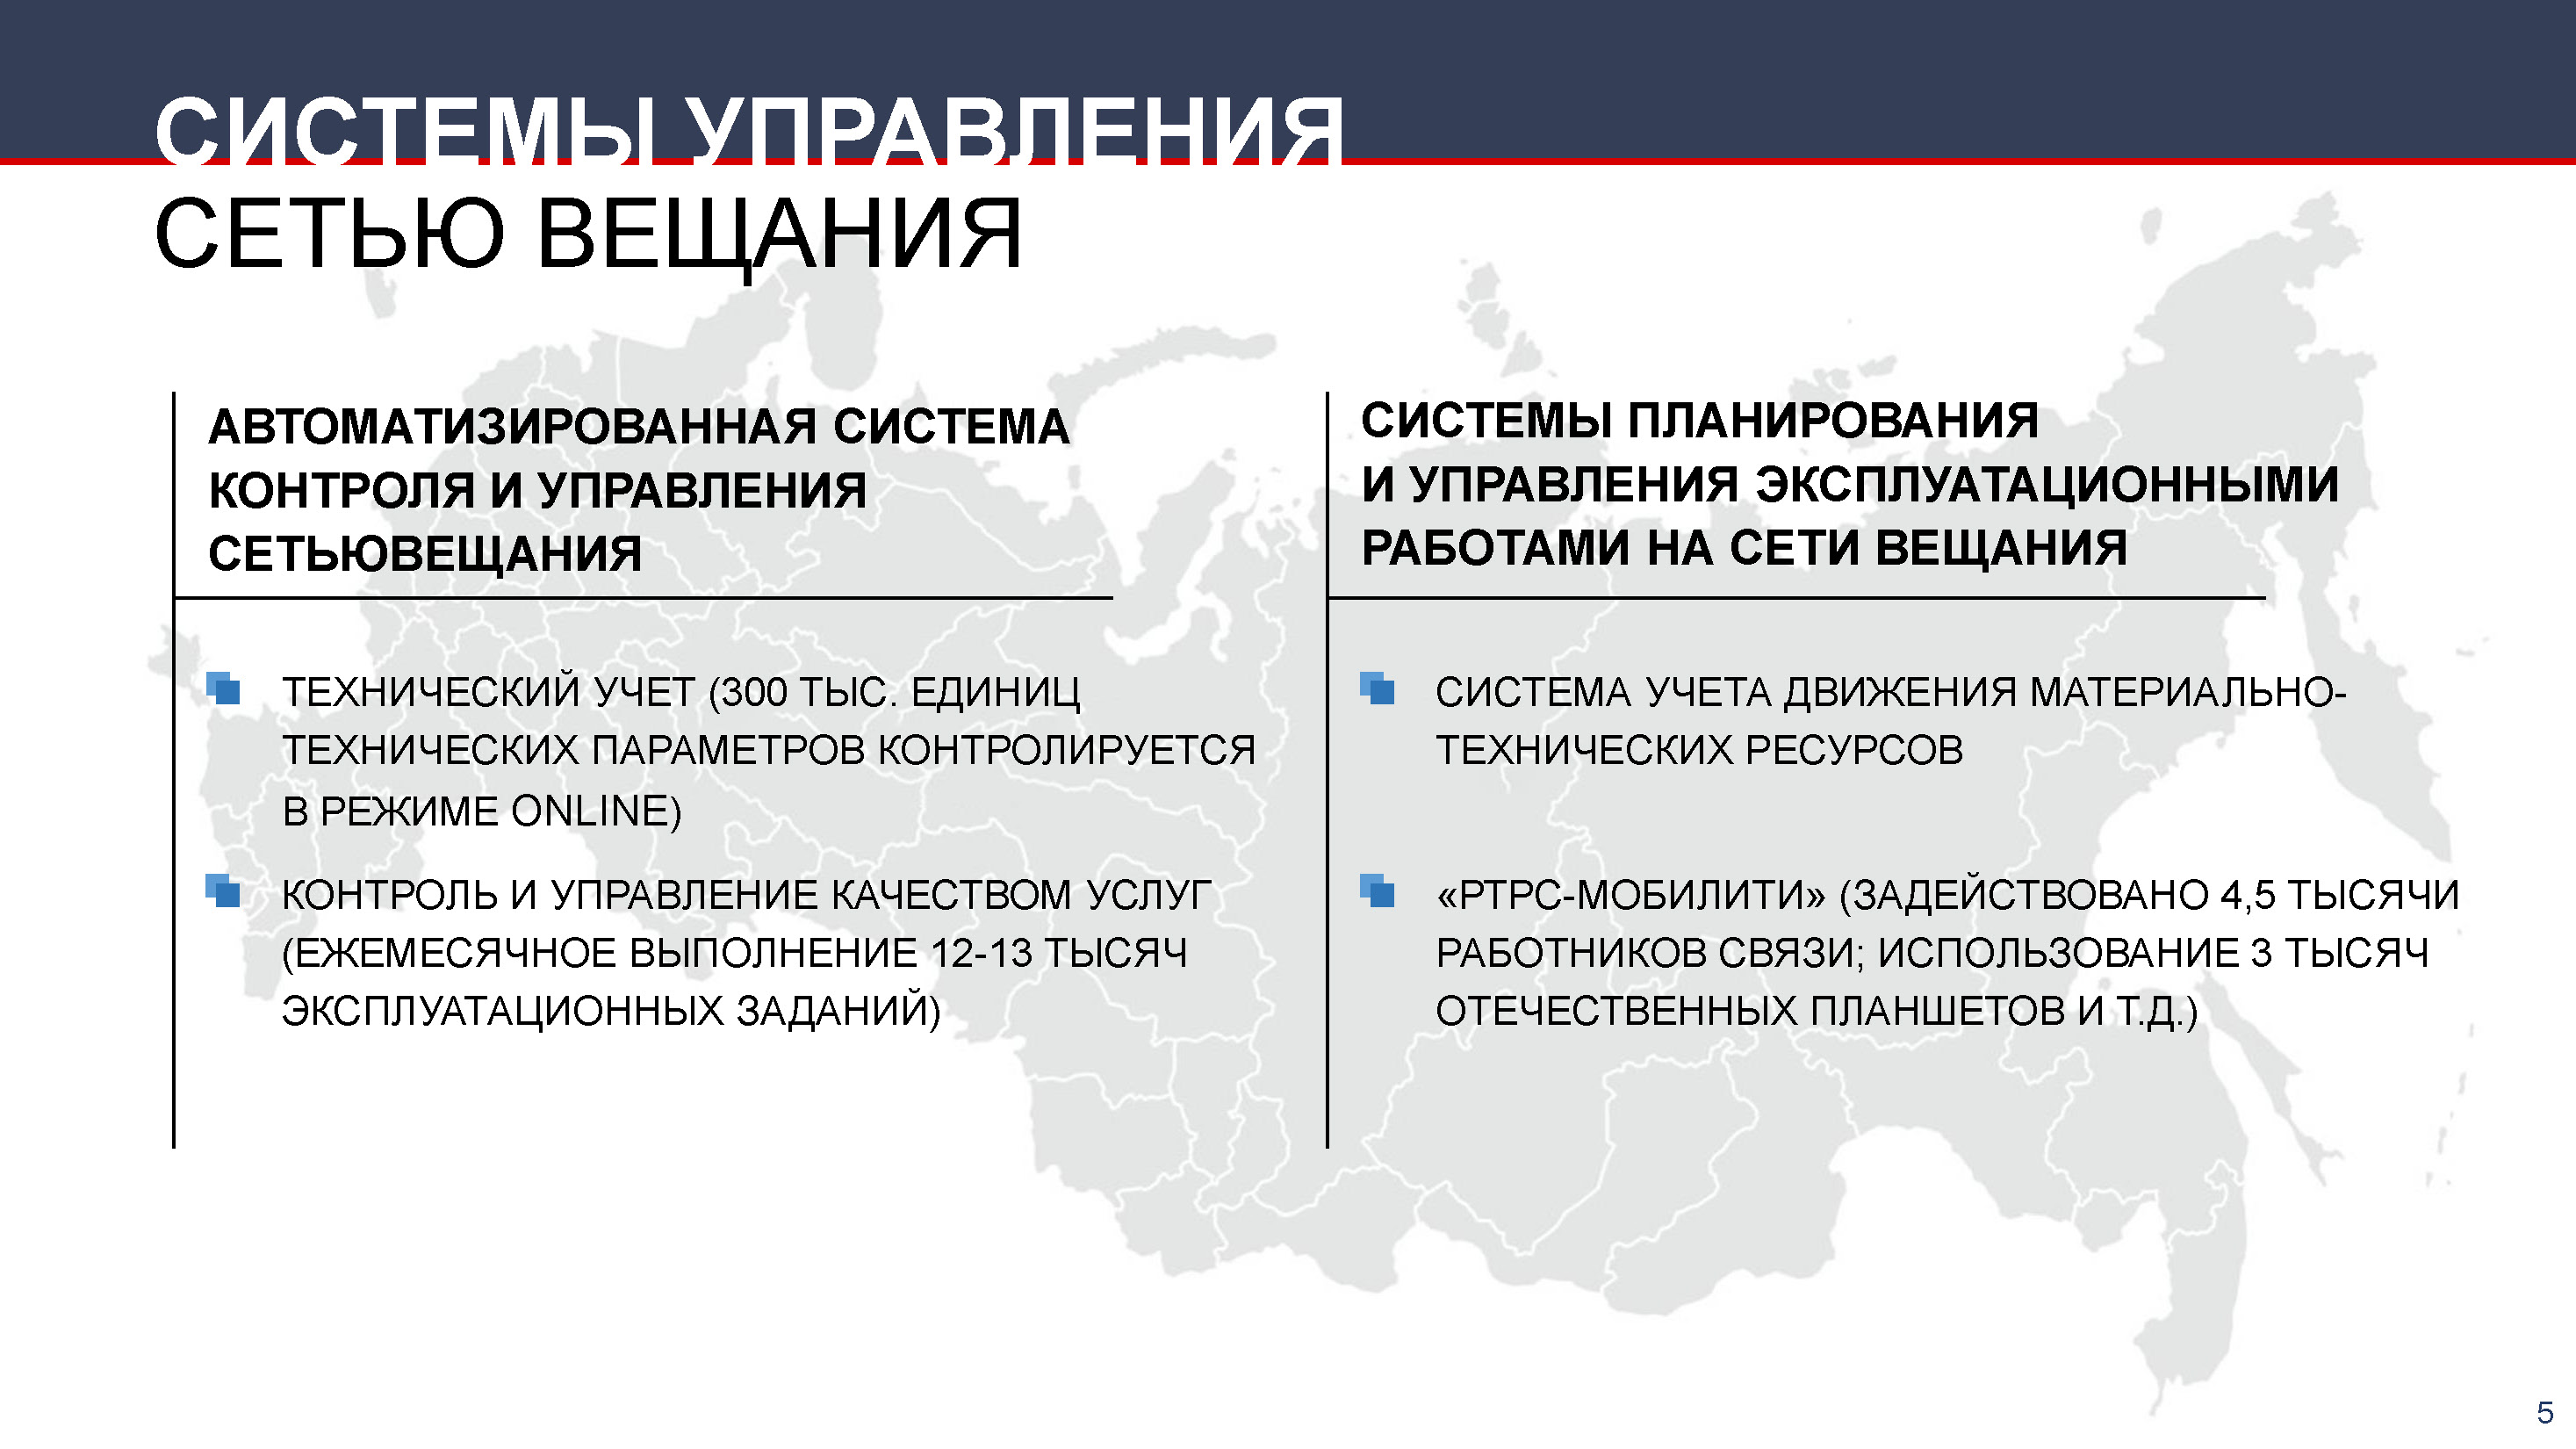 СИСТЕМЫ УПРАВЛЕНИЯ
СЕТЬЮ ВЕЩАНИЯ
АВТОМАТИЗИРОВАННАЯ СИСТЕМА
КОНТРОЛЯ И УПРАВЛЕНИЯ
СЕТЬЮВЕЩАНИЯ
ТЕХНИЧЕСКИЙ УЧЕТ (300 ТЫС. ЕДИНИЦ
ТЕХНИЧЕСКИХ ПАРАМЕТРОВ КОНТРОЛИРУЕТСЯ
В РЕЖИМЕ ONLINE)
КОНТРОЛЬ И УПРАВЛЕНИЕ КАЧЕСТВОМ УСЛУГ
(ЕЖЕМЕСЯЧНОЕ ВЫПОЛНЕНИЕ 12-13 ТЫСЯЧ
ЭКСПЛУАТАЦИОННЫХ ЗАДАНИЙ)
СИСТЕМЫ ПЛАНИРОВАНИЯ
И УПРАВЛЕНИЯ ЭКСПЛУАТАЦИОННЫМИ
РАБОТАМИ НА СЕТИ ВЕЩАНИЯ
СИСТЕМА УЧЕТА ДВИЖЕНИЯ МАТЕРИАЛЬНО-
ТЕХНИЧЕСКИХ РЕСУРСОВ
«РТРС-МОБИЛИТИ» (ЗАДЕЙСТВОВАНО 4,5 ТЫСЯЧИ
РАБОТНИКОВ СВЯЗИ; ИСПОЛЬЗОВАНИЕ 3 ТЫСЯЧ
ОТЕЧЕСТВЕННЫХ ПЛАНШЕТОВ И Т.Д.)
5